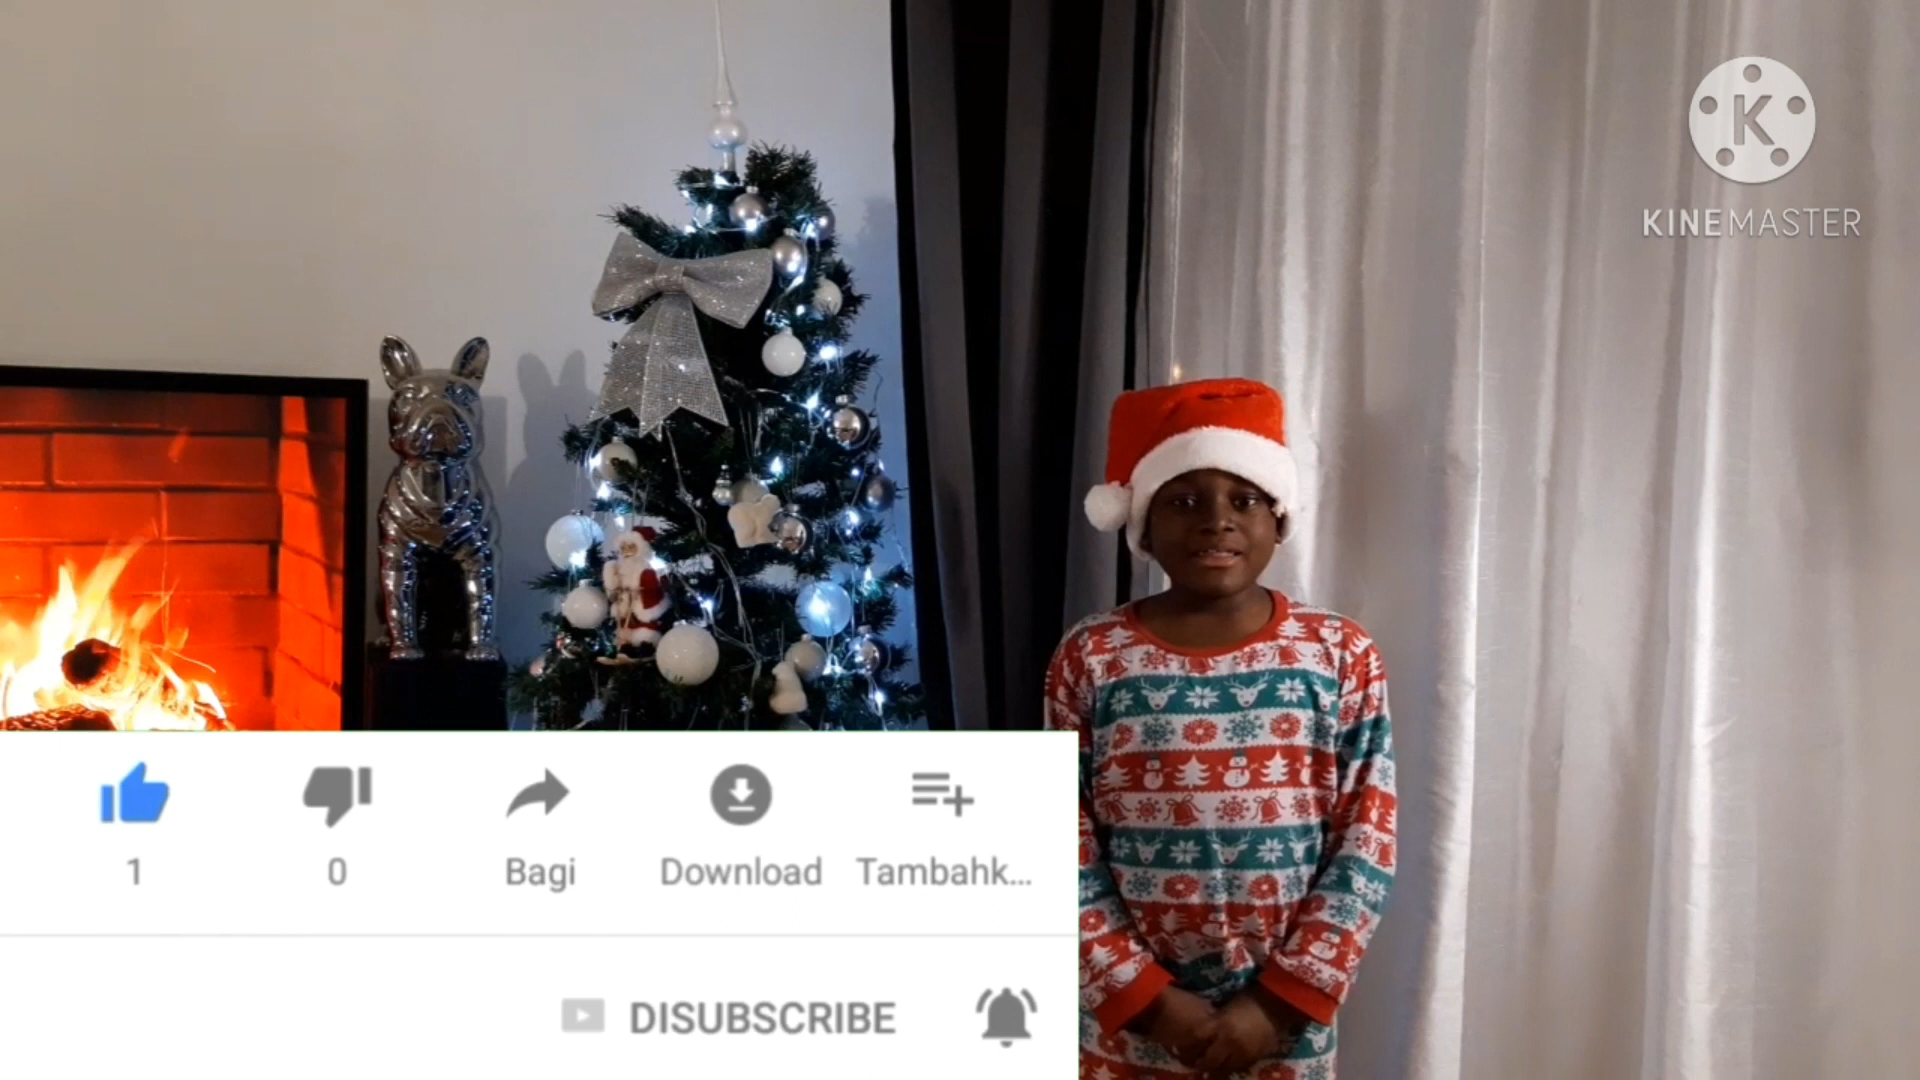 K
KINEMASTER
1
0
Bagi
Download
Tambahk...
DISUBSCRIBE